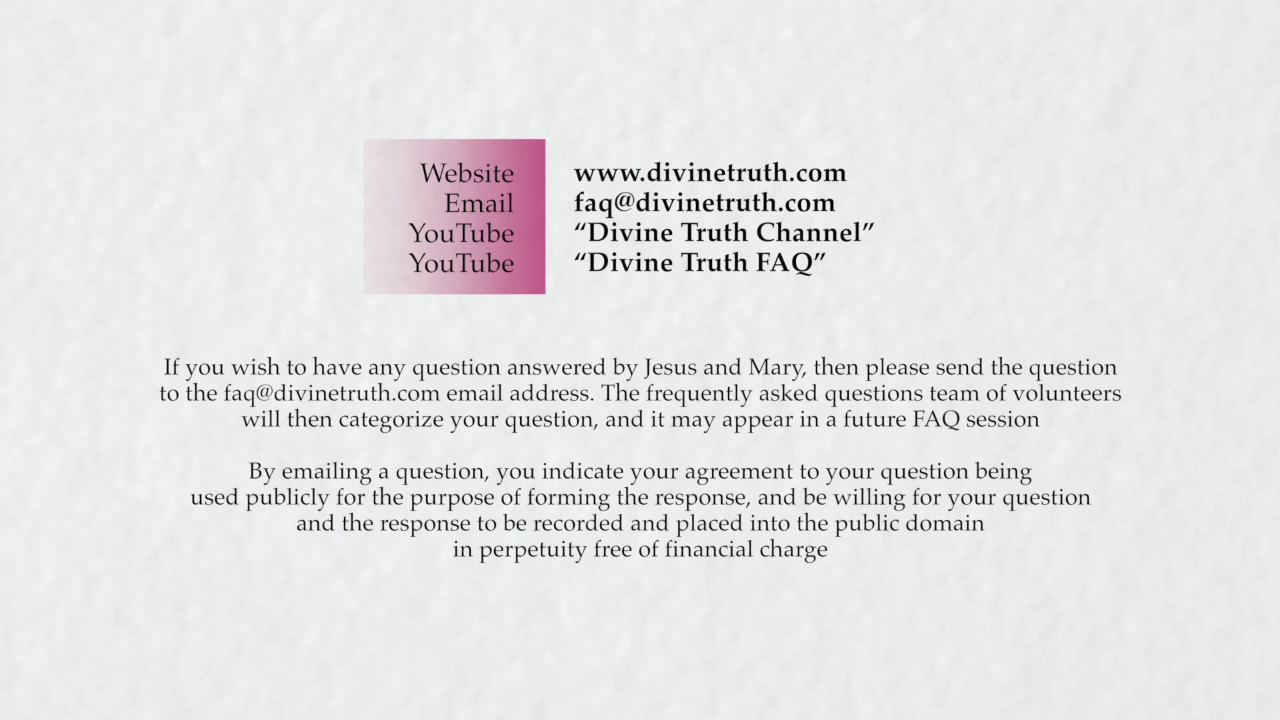 Website www.divinetruth.com
Email faq@divinetruth.com
YouTube “Divine Truth Channel”
YouTube “Divine Truth FAQ”
If you wish to have any question answered by Jesus and Mary, then please send the question
to the faq@divinetruth.com email address. The frequently asked questions team of volunteers
will then categorize your question, and it may appear in a future FAQ session
By emailing a question, you indicate your agreement to your question being
used publicly for the purpose of forming the response, and be willing for your question
and the response to be recorded and placed into the public domain
in perpetuity free of financial charge